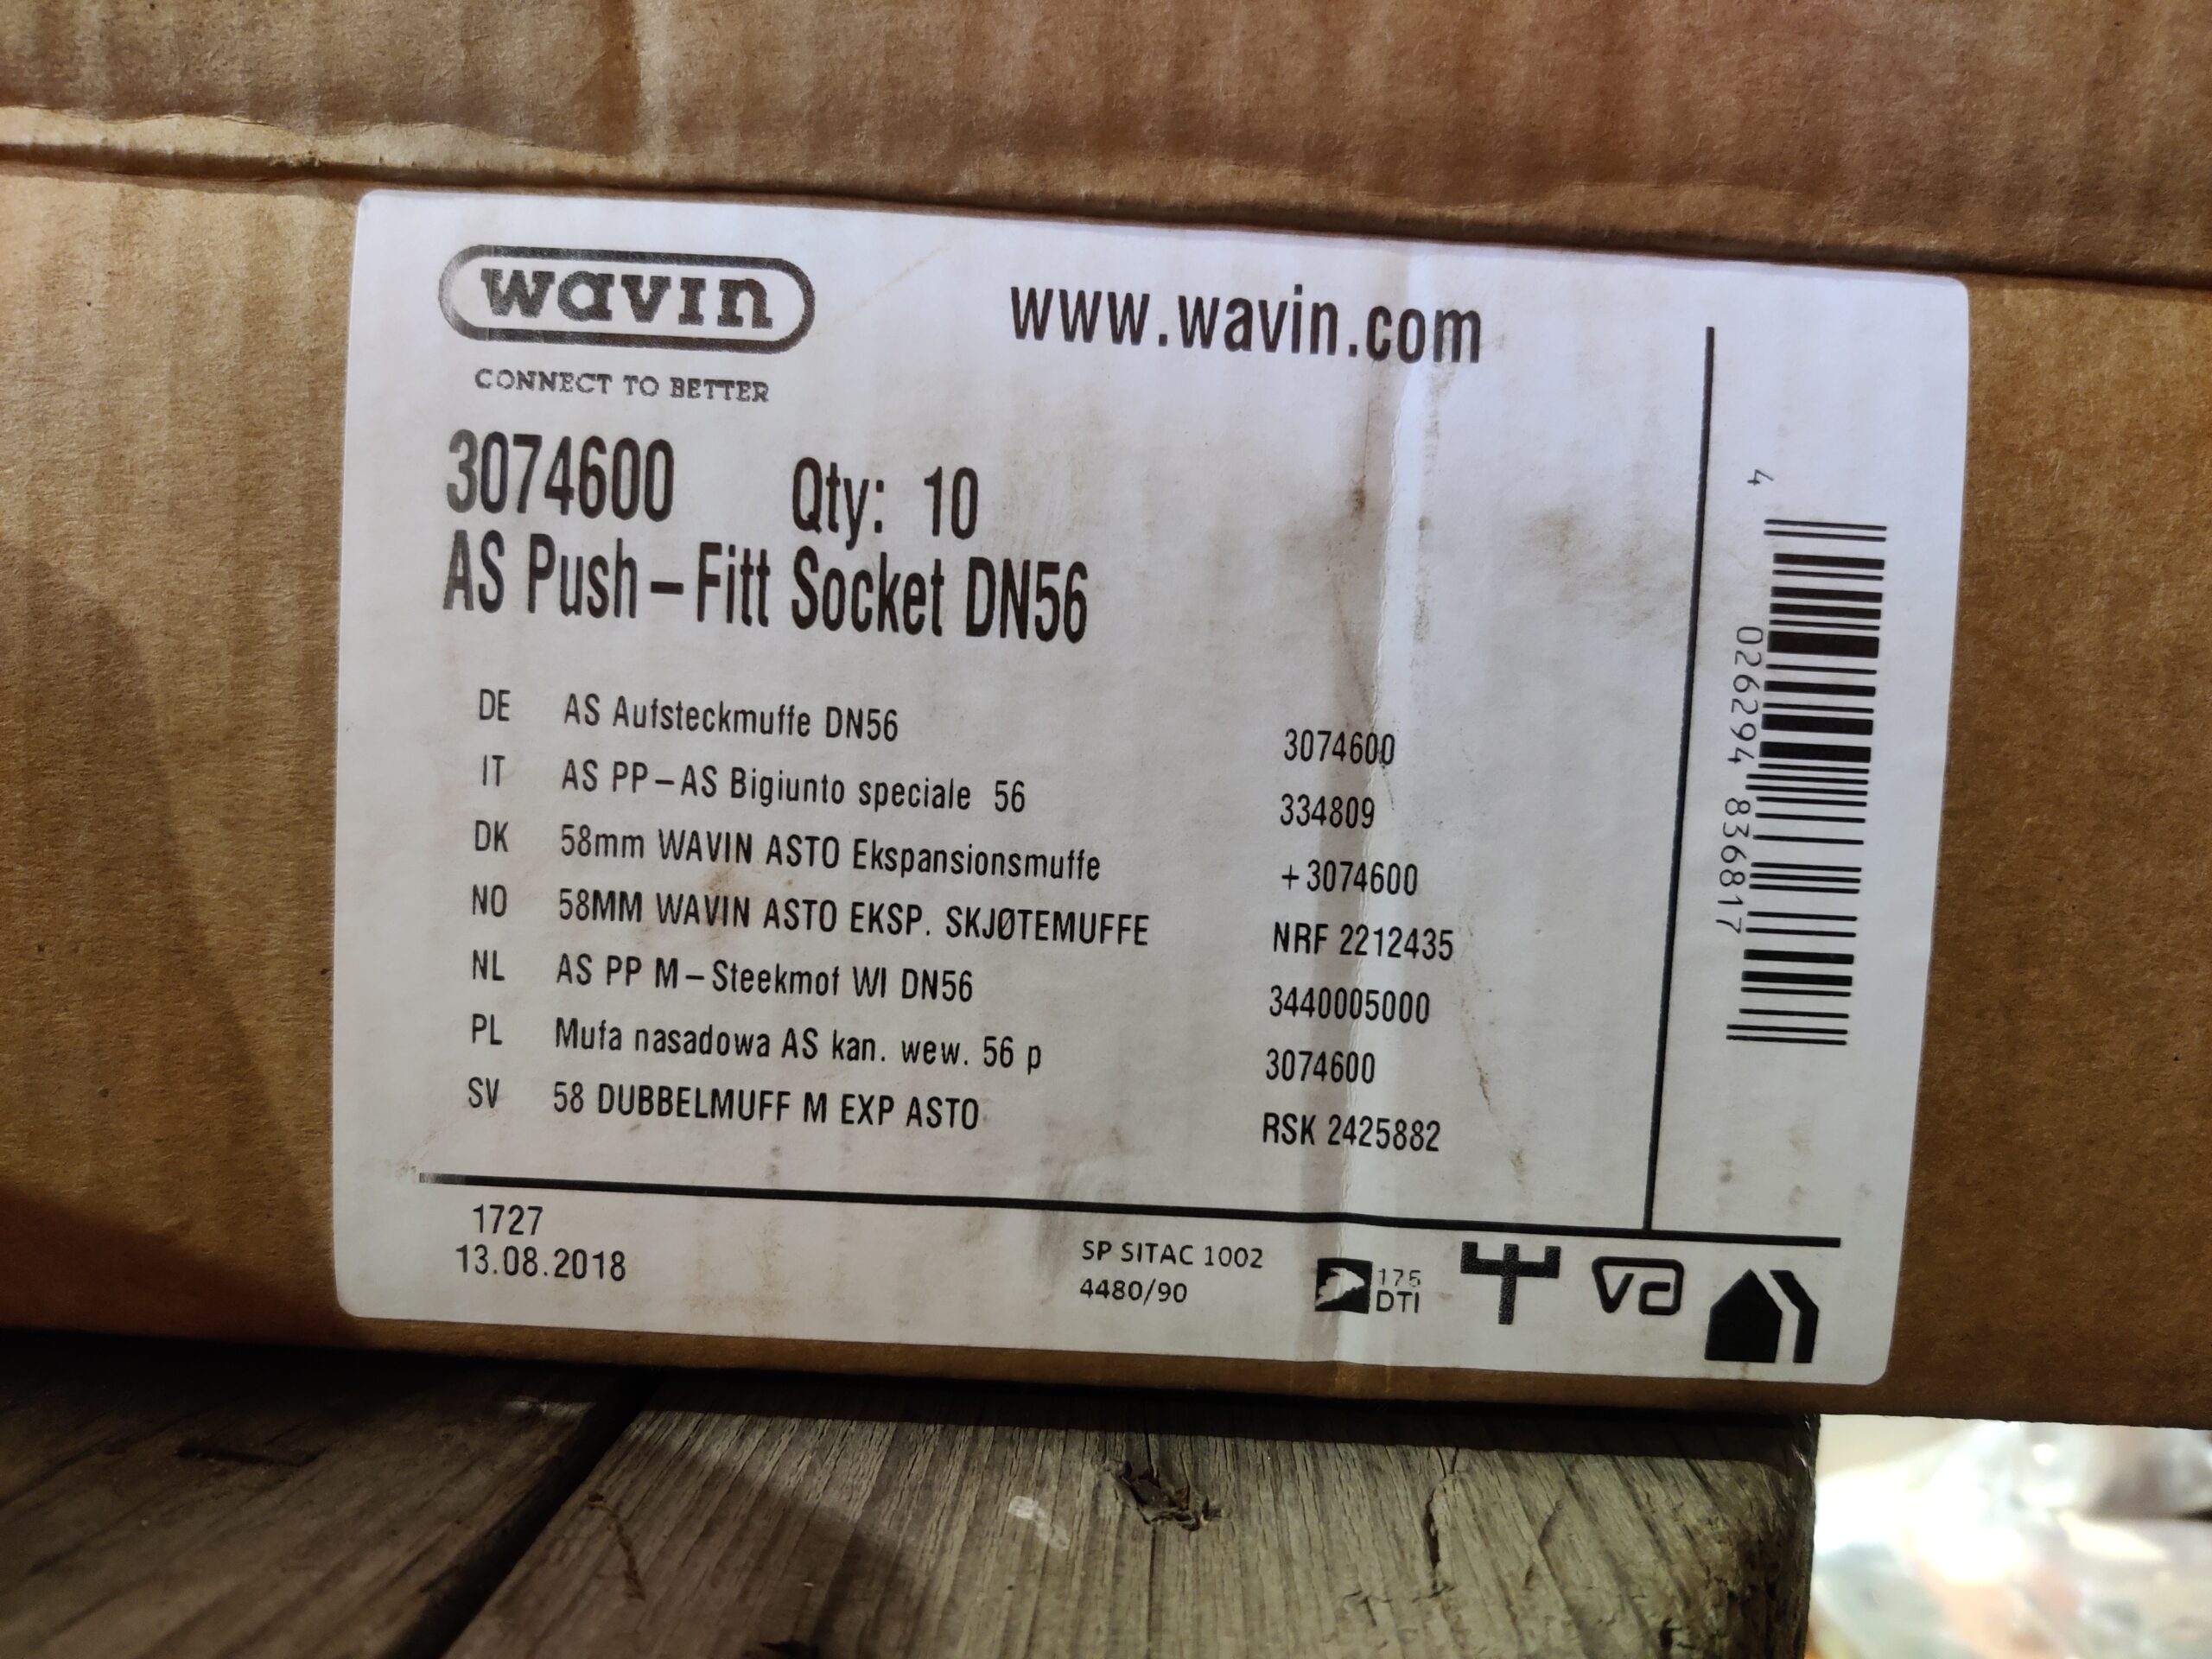 wavin
CONNECT TO BETTER
www.wavin.com
3074600 Qty: 10
AS Push-Fitt Socket DN56
DE AS Aufsteckmuffe DN56 3074600
IT AS PP-AS Bigiunto speciale 56 334809
DK 58mm WAVIN ASTO Ekspansionsmuffe +3074600
NO 58MM WAVIN ASTO EKSP. SKJØTEMUFFE NRF 2212435
NL AS PP M-Steekmof WI DN56 3440005000
PL Mufa nasadowa AS kan. wew. 56 p 3074600
SV 58 DUBBELMUFF M EXP ASTO RSK 2425882
4 026294 836817
1727
13.08.2018
SP SITAC 1002
4480/90
176
DTI
va